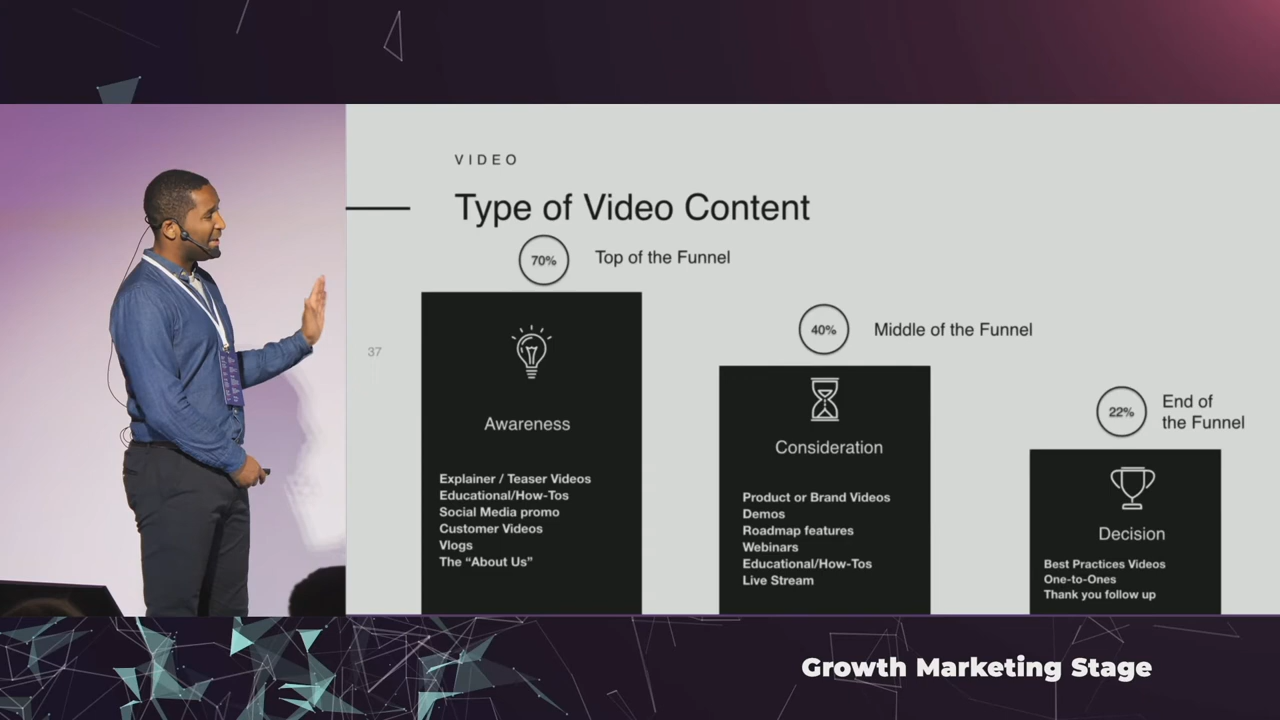 VIDEO
Type of Video Content
70%
Top of the Funnel
37
Awareness
Explainer / Teaser Videos
Educational/How-Tos
Social Media promo
Customer Videos
Vlogs
The “About Us”
40%
Middle of the Funnel
Consideration
Product or Brand Videos
Demos
Roadmap features
Webinars
Educational/How-Tos
Live Stream
22%
End of
the Funnel
Decision
Best Practices Videos
One-to-Ones
Thank you follow up
Growth Marketing Stage